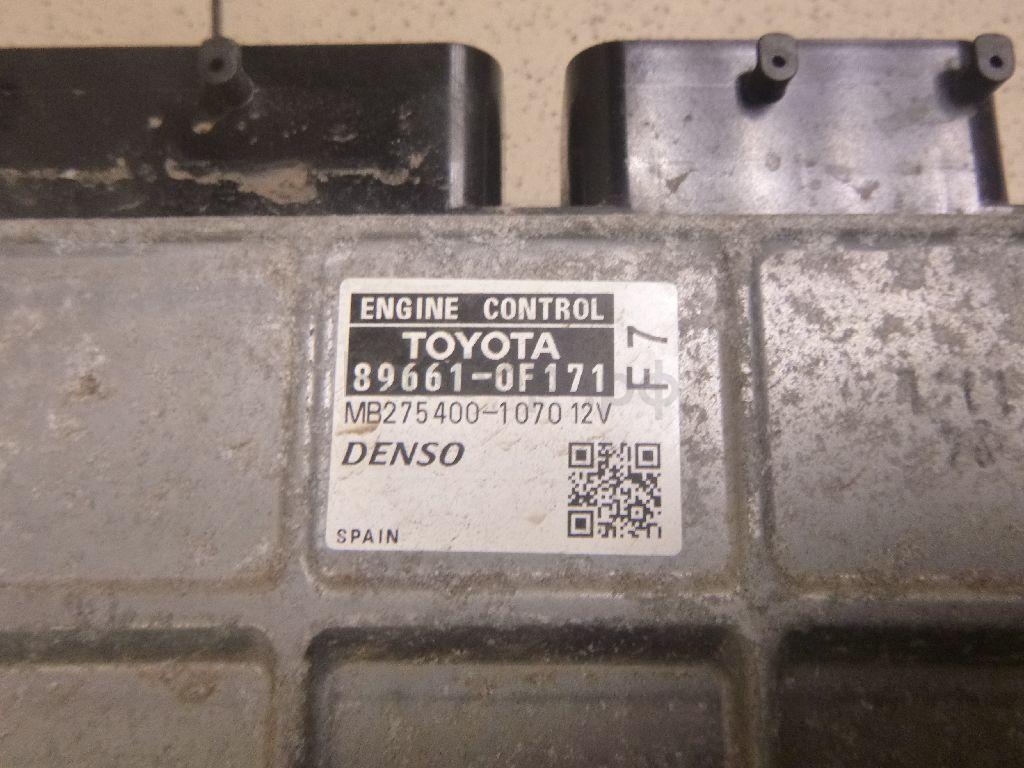 ENGINE CONTROL
TOYOTA
89661-0F171
F7
MB275400-1070 12V
DENSO
SPAIN